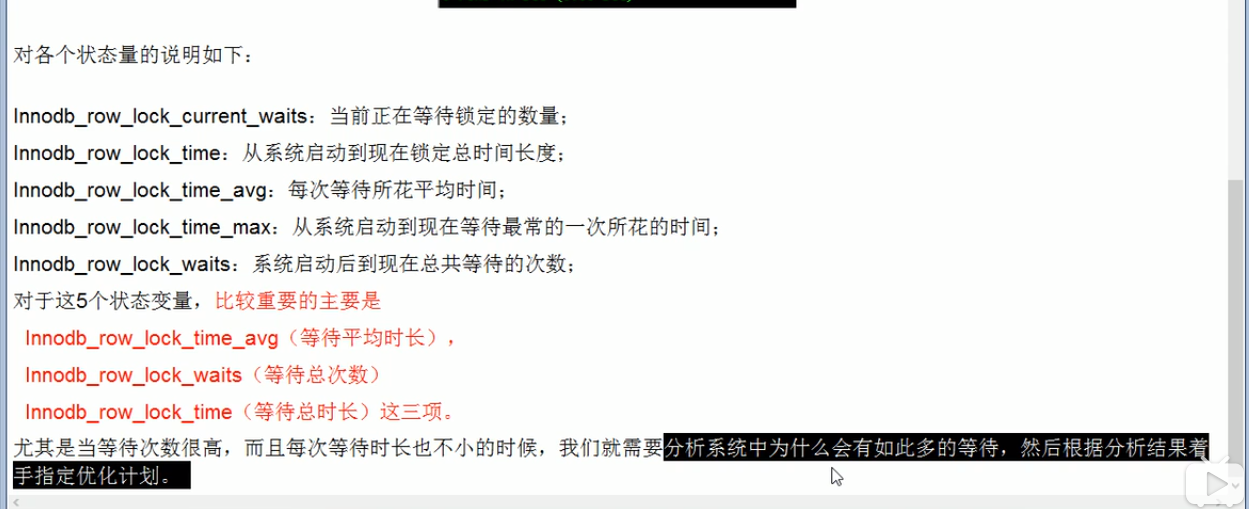 对各个状态量的说明如下：
Innodb_row_lock_current_waits：当前正在等待锁定的数量；
Innodb_row_lock_time：从系统启动到现在锁定总时间长度；
Innodb_row_lock_time_avg：每次等待所花平均时间；
Innodb_row_lock_time_max：从系统启动到现在等待最常的一次所花的时间；
Innodb_row_lock_waits：系统启动后到现在总共等待的次数；
对于这5个状态变量，比较重要的主要是
Innodb_row_lock_time_avg（等待平均时长），
Innodb_row_lock_waits（等待总次数）
Innodb_row_lock_time（等待总时长）这三项。
尤其是当等待次数很高，而且每次等待时长也不小的时候，我们就需要分析系统中为什么会有如此多的等待，然后根据分析结果着
手指定优化计划。